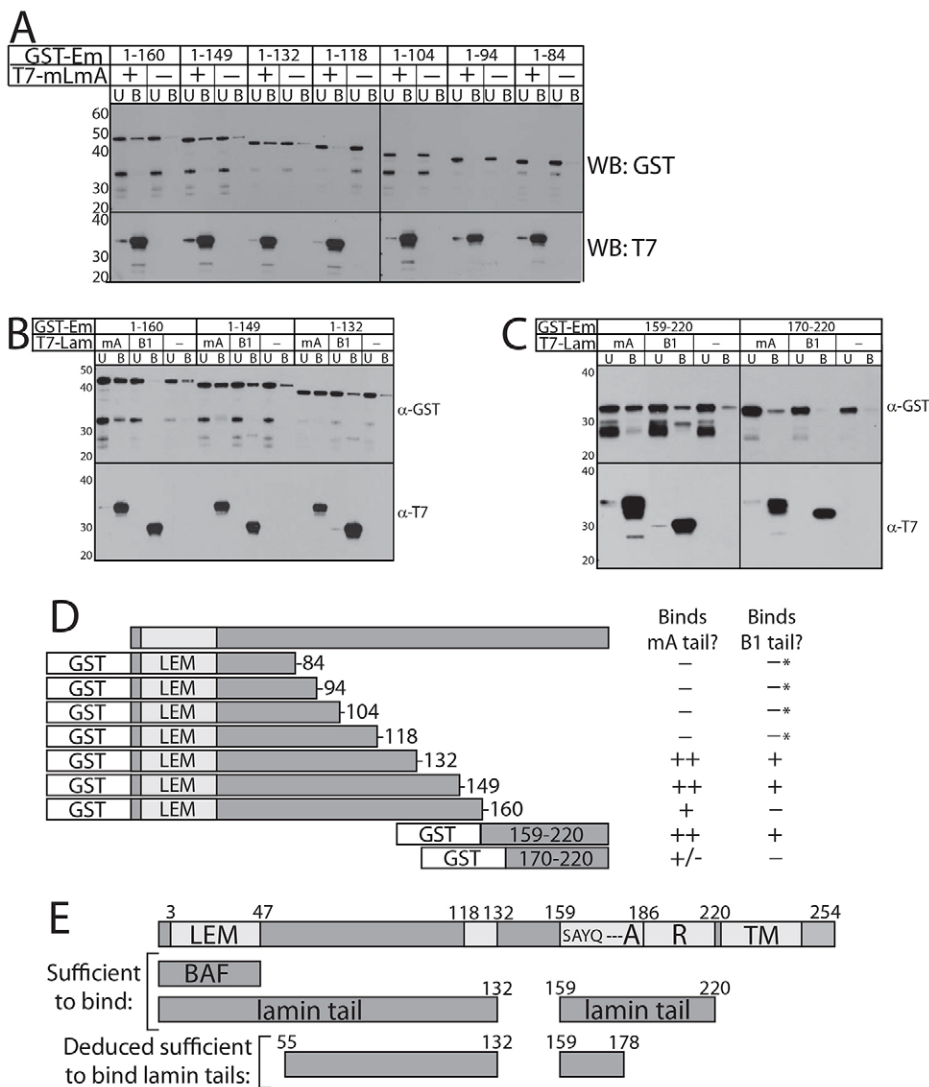 A
GST-Em 1-160 1-149 1-132 1-118 1-104 1-94 1-84
T7-mLmA + − + − + − + − + − + − + −
U B U B U B U B U B U B U B U B U B U B U B U B U B U B
60
50
40
30
20
WB: GST
40
30
20
WB: T7
B
GST-Em 1-160 1-149 1-132
T7-Lam mA B1 − mA B1 − mA B1 −
U B U B U B U B U B U B U B U B U B
50
40
30
20
α-GST
40
30
20
α-T7
C
GST-Em 159-220 170-220
T7-Lam mA B1 − mA B1 −
U B U B U B U B U B U B
40
30
20
α-GST
40
30
20
α-T7
D
Binds mA tail? Binds B1 tail?
GST LEM -84 − −*
GST LEM -94 − −*
GST LEM -104 − −*
GST LEM -118 − −*
GST LEM -132 ++ +
GST LEM -149 ++ +
GST LEM -160 + −
GST 159-220 ++ +
GST 170-220 +/- −
E
3 47 118 132 159 186 220 254
LEM SAYQ ---A R TM
Sufficient to bind:
BAF
132 159 220
lamin tail lamin tail
Deduced sufficient to bind lamin tails:
55 132 159 178